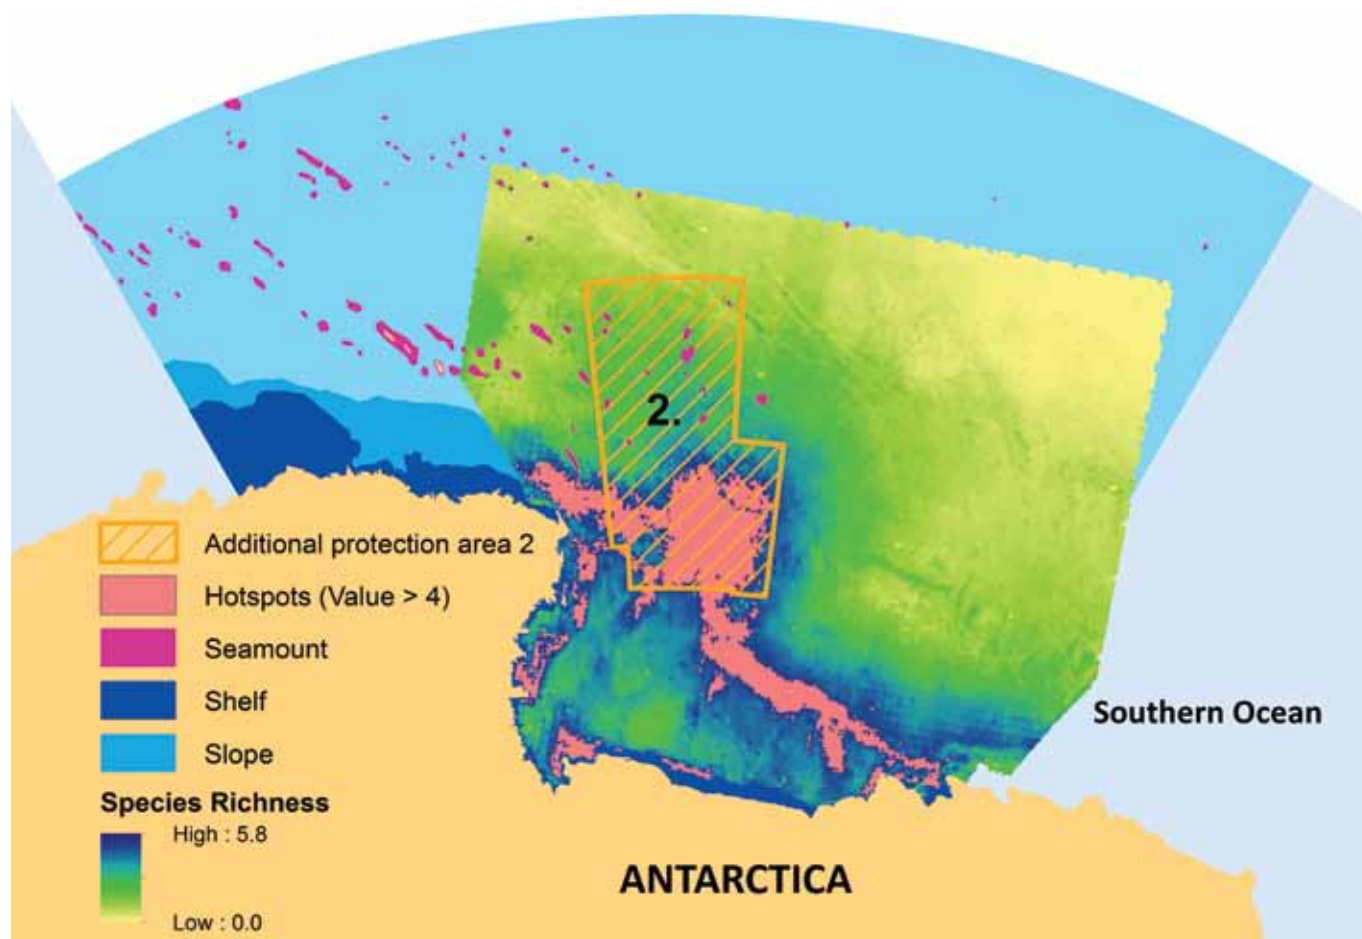 2.
Additional protection area 2
Hotspots (Value > 4)
Seamount
Shelf
Slope
Species Richness
High : 5.8
Low : 0.0
Southern Ocean
ANTARCTICA